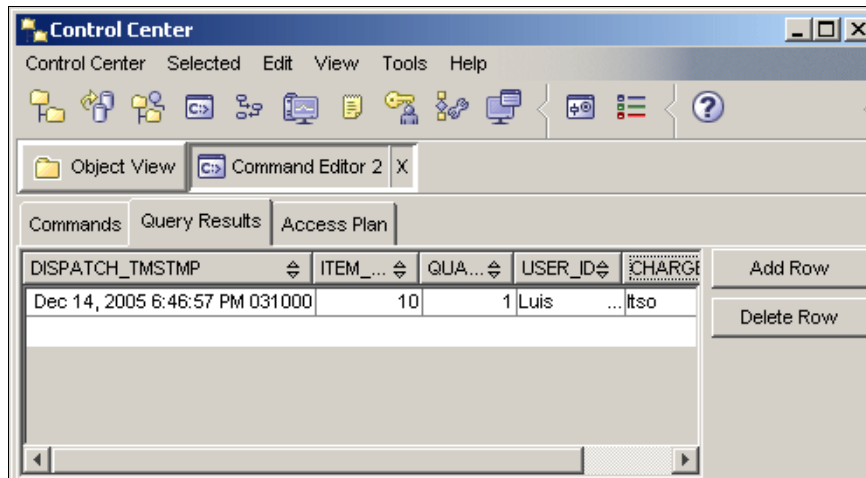 Control Center
Control Center Selected Edit View Tools Help
Object View Command Editor 2 X
Commands Query Results Access Plan
DISPATCH_TMSTMP ITEM_... QUA... USER_ID CHARGE
Dec 14, 2005 6:46:57 PM 031000 10 1 Luis ... Itso
Add Row
Delete Row